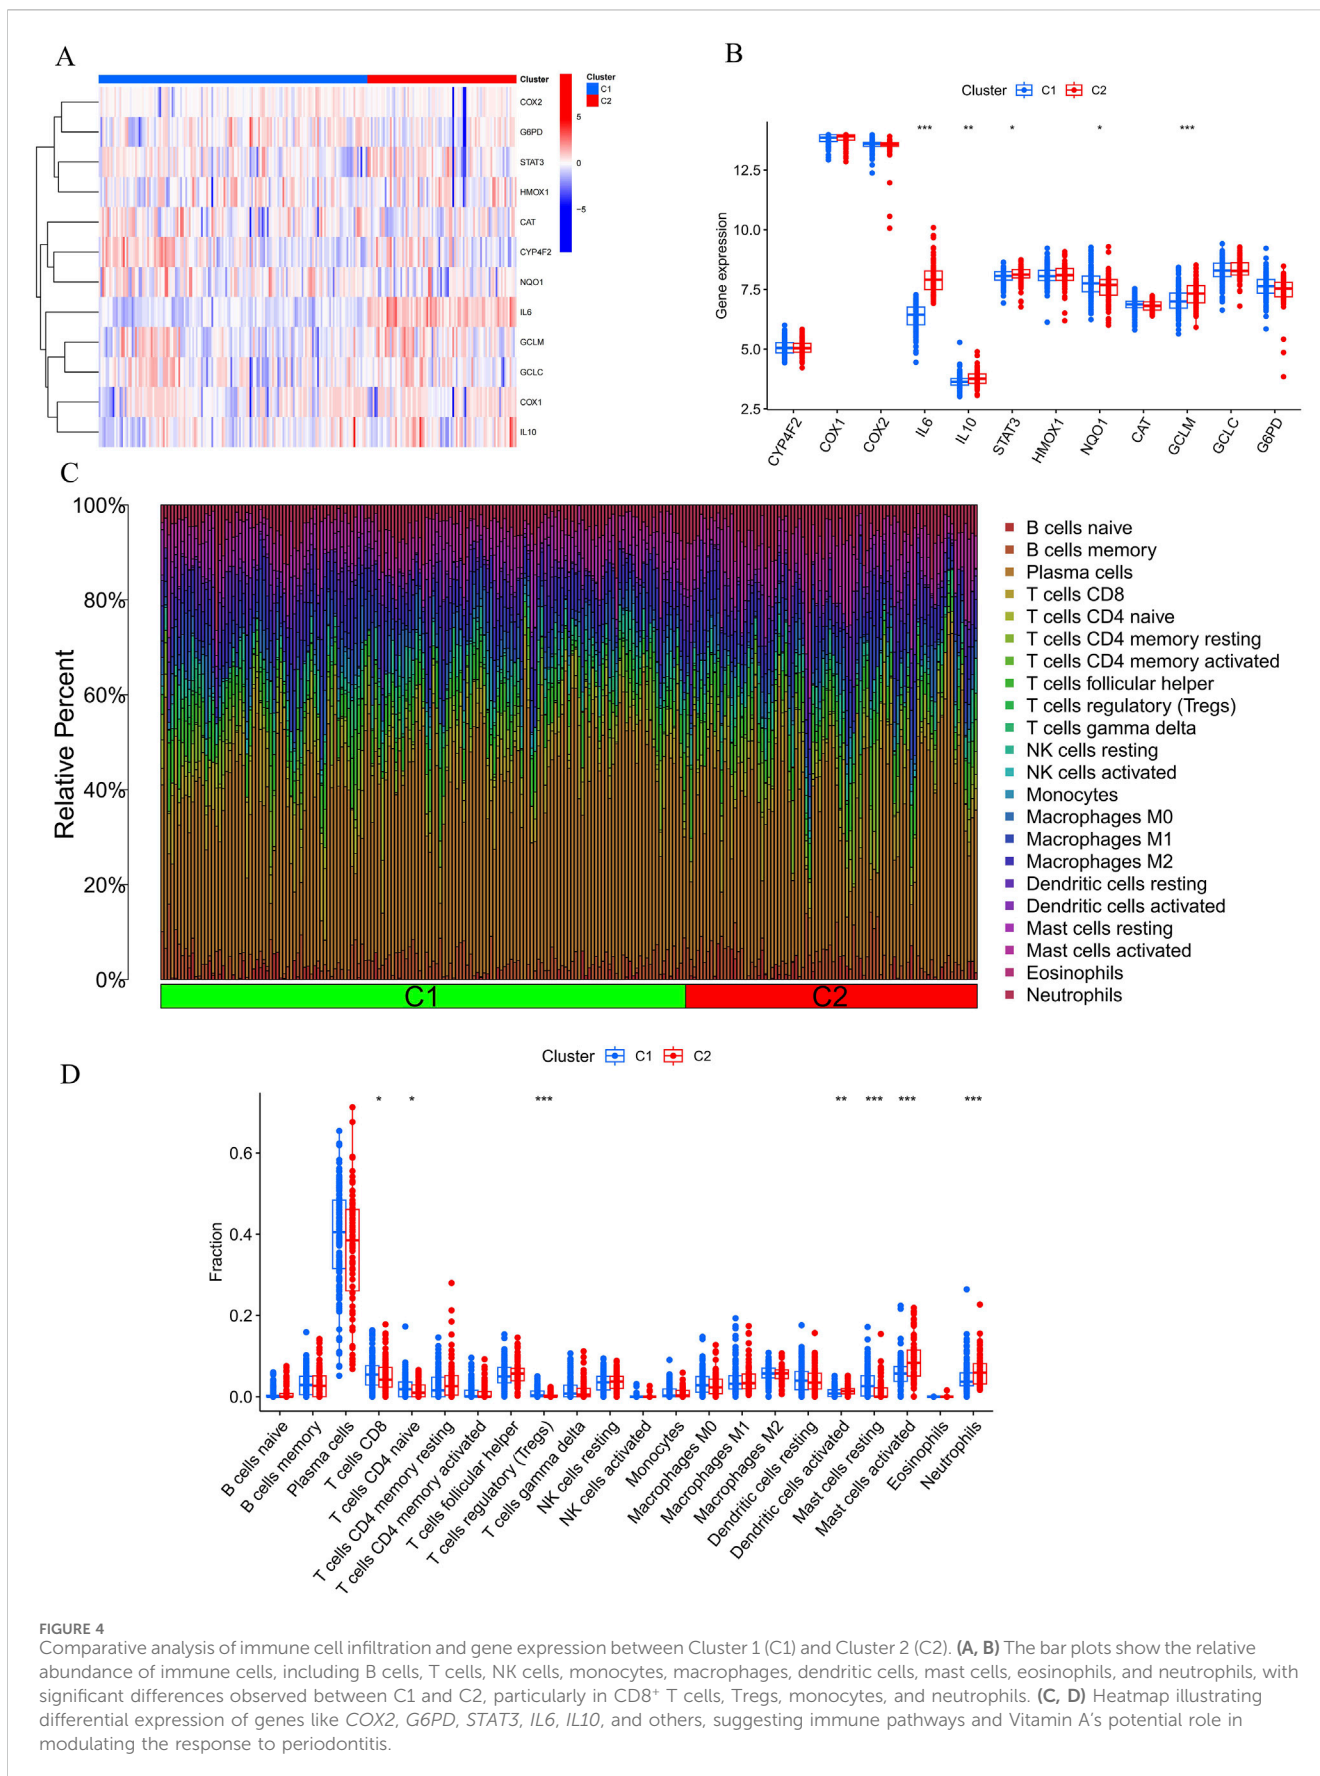 A
Cluster
COX2
G6PD
STAT3
HMOX1
CAT
CYP4F2
NQO1
IL6
GCLM
GCLC
COX1
IL10
5
0
−5
Cluster
C1
C2
B
Cluster C1 C2
*** ** * * ***
Gene expression
12.5
10.0
7.5
5.0
2.5
CYP4F2
COX1
COX2
IL6
IL10
STAT3
HMOX1
NQO1
CAT
GCLM
GCLC
G6PD
C
Relative Percent
100%
80%
60%
40%
20%
0%
C1 C2
B cells naive
B cells memory
Plasma cells
T cells CD8
T cells CD4 naive
T cells CD4 memory resting
T cells CD4 memory activated
T cells follicular helper
T cells regulatory (Tregs)
T cells gamma delta
NK cells resting
NK cells activated
Monocytes
Macrophages M0
Macrophages M1
Macrophages M2
Dendritic cells resting
Dendritic cells activated
Mast cells resting
Mast cells activated
Eosinophils
Neutrophils
D
Cluster C1 C2
* * *** ** *** *** ***
Fraction
0.6
0.4
0.2
0.0
B cells naive
B cells memory
Plasma cells
T cells CD8
T cells CD4 naive
T cells CD4 memory resting
T cells CD4 memory activated
T cells follicular helper
T cells regulatory (Tregs)
T cells gamma delta
NK cells resting
NK cells activated
Monocytes
Macrophages M0
Macrophages M1
Macrophages M2
Dendritic cells resting
Dendritic cells activated
Mast cells resting
Mast cells activated
Eosinophils
Neutrophils
FIGURE 4
Comparative analysis of immune cell infiltration and gene expression between Cluster 1 (C1) and Cluster 2 (C2). (A, B) The bar plots show the relative
abundance of immune cells, including B cells, T cells, NK cells, monocytes, macrophages, dendritic cells, mast cells, eosinophils, and neutrophils, with
significant differences observed between C1 and C2, particularly in CD8⁺ T cells, Tregs, monocytes, and neutrophils. (C, D) Heatmap illustrating
differential expression of genes like COX2, G6PD, STAT3, IL6, IL10, and others, suggesting immune pathways and Vitamin A's potential role in
modulating the response to periodontitis.